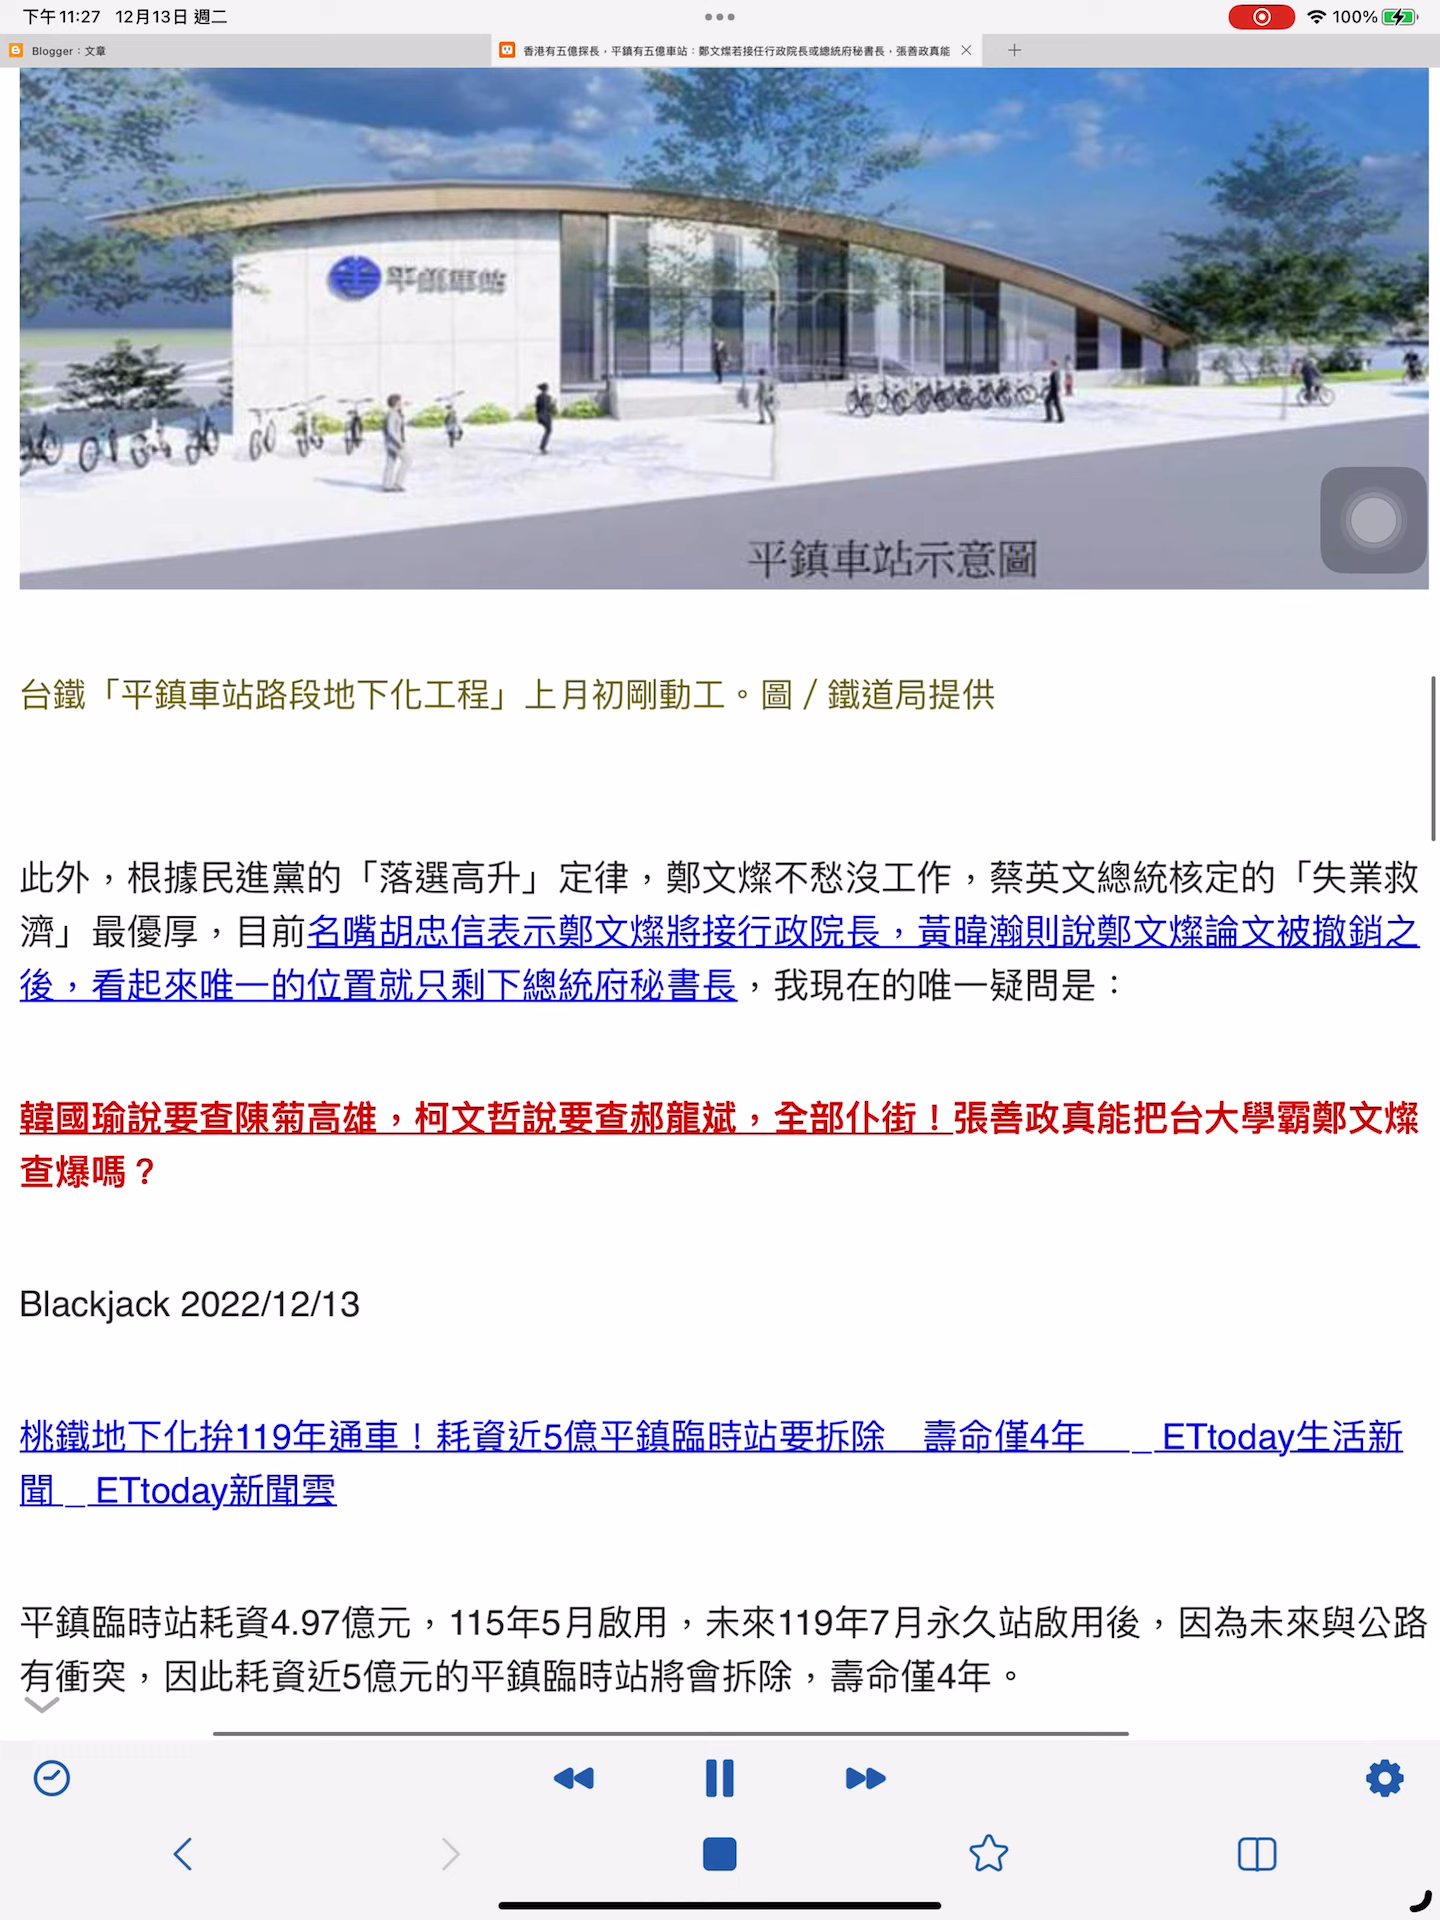 下午11:27 12月13日 週二
100%
Blogger：文章
香港有五億探長，平鎮有五億車站：鄭文燦若接任行政院長或總統府秘書長，張善政真能
平鎮車站
平鎮車站示意圖
台鐵「平鎮車站路段地下化工程」上月初剛動工。圖／鐵道局提供
此外，根據民進黨的「落選高升」定律，鄭文燦不愁沒工作，蔡英文總統核定的「失業救
濟」最優厚，目前名嘴胡忠信表示鄭文燦將接行政院長，黃暐瀚則說鄭文燦論文被撤銷之
後，看起來唯一的位置就只剩下總統府秘書長，我現在的唯一疑問是：
韓國瑜說要查陳菊高雄，柯文哲說要查郝龍斌，全部仆街！張善政真能把台大學霸鄭文燦
查爆嗎？
Blackjack 2022/12/13
桃鐵地下化拚119年通車！耗資近5億平鎮臨時站要拆除　壽命僅4年　_ ETtoday生活新
聞 _ ETtoday新聞雲
平鎮臨時站耗資4.97億元，115年5月啟用，未來119年7月永久站啟用後，因為未來與公路
有衝突，因此耗資近5億元的平鎮臨時站將會拆除，壽命僅4年。